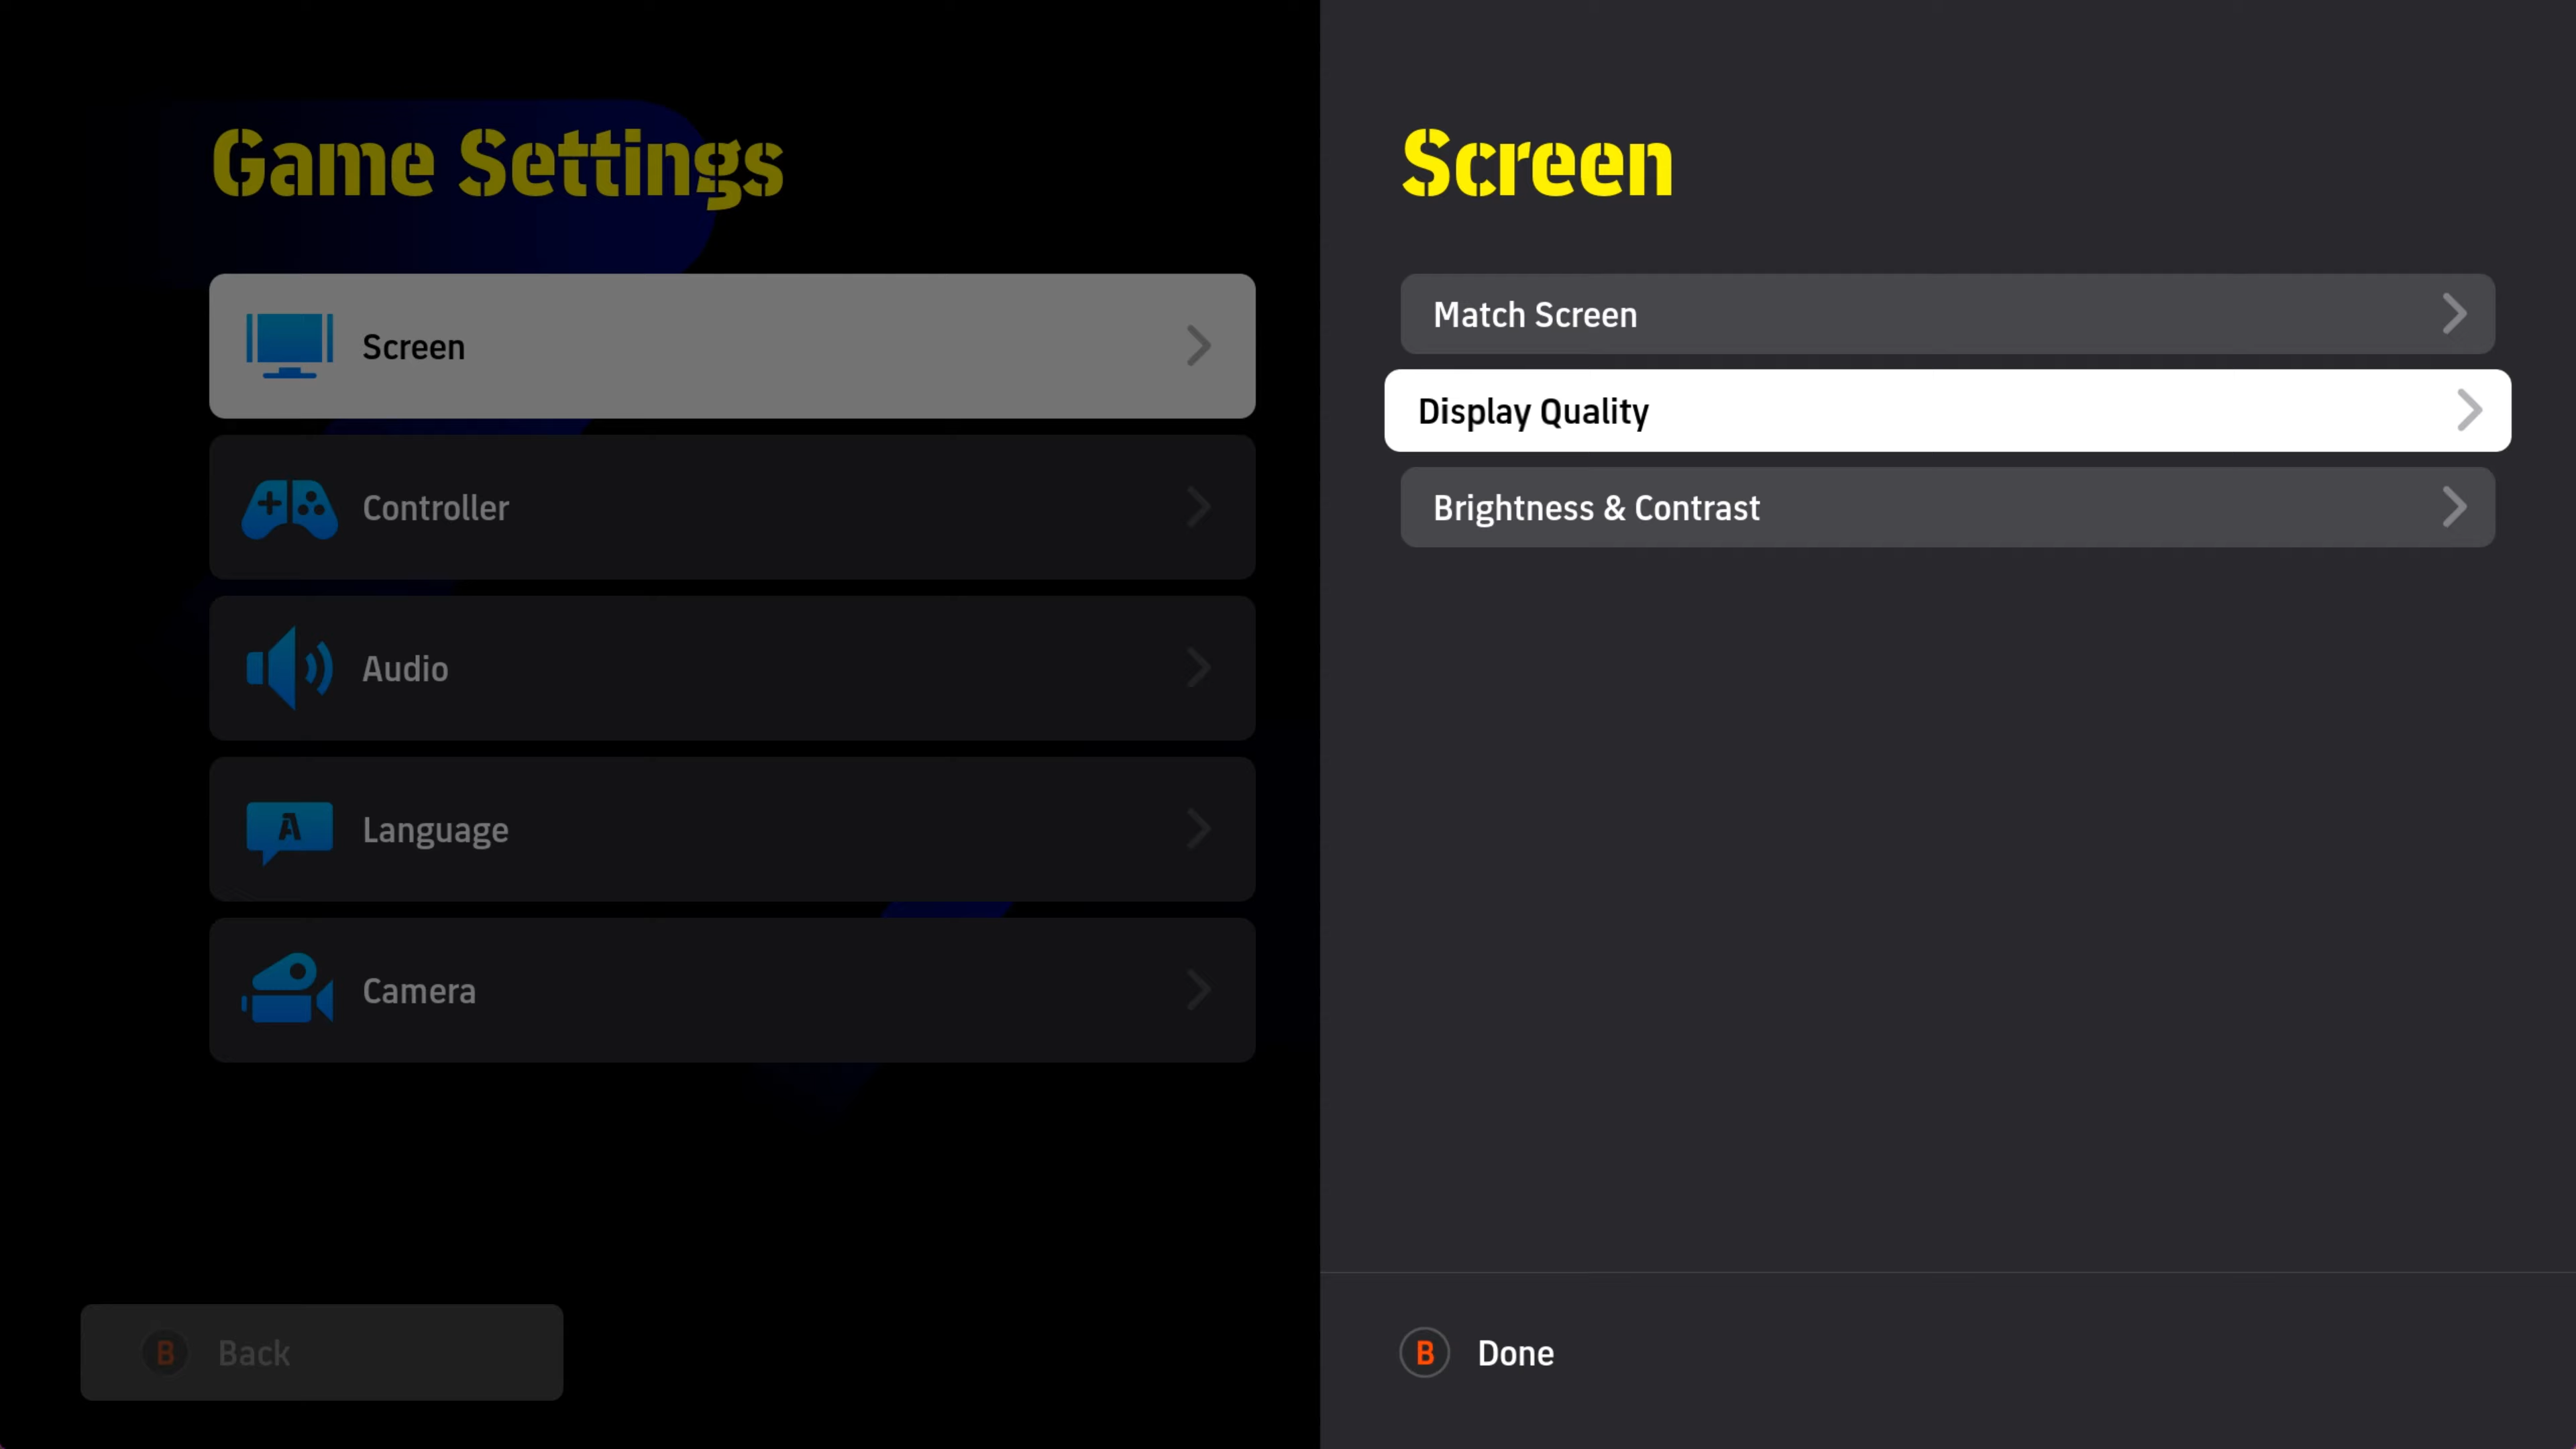 Game Settings
Screen
Controller
Audio
A
Language
Camera
B Back
Screen
Match Screen
Display Quality
Brightness & Contrast
B Done